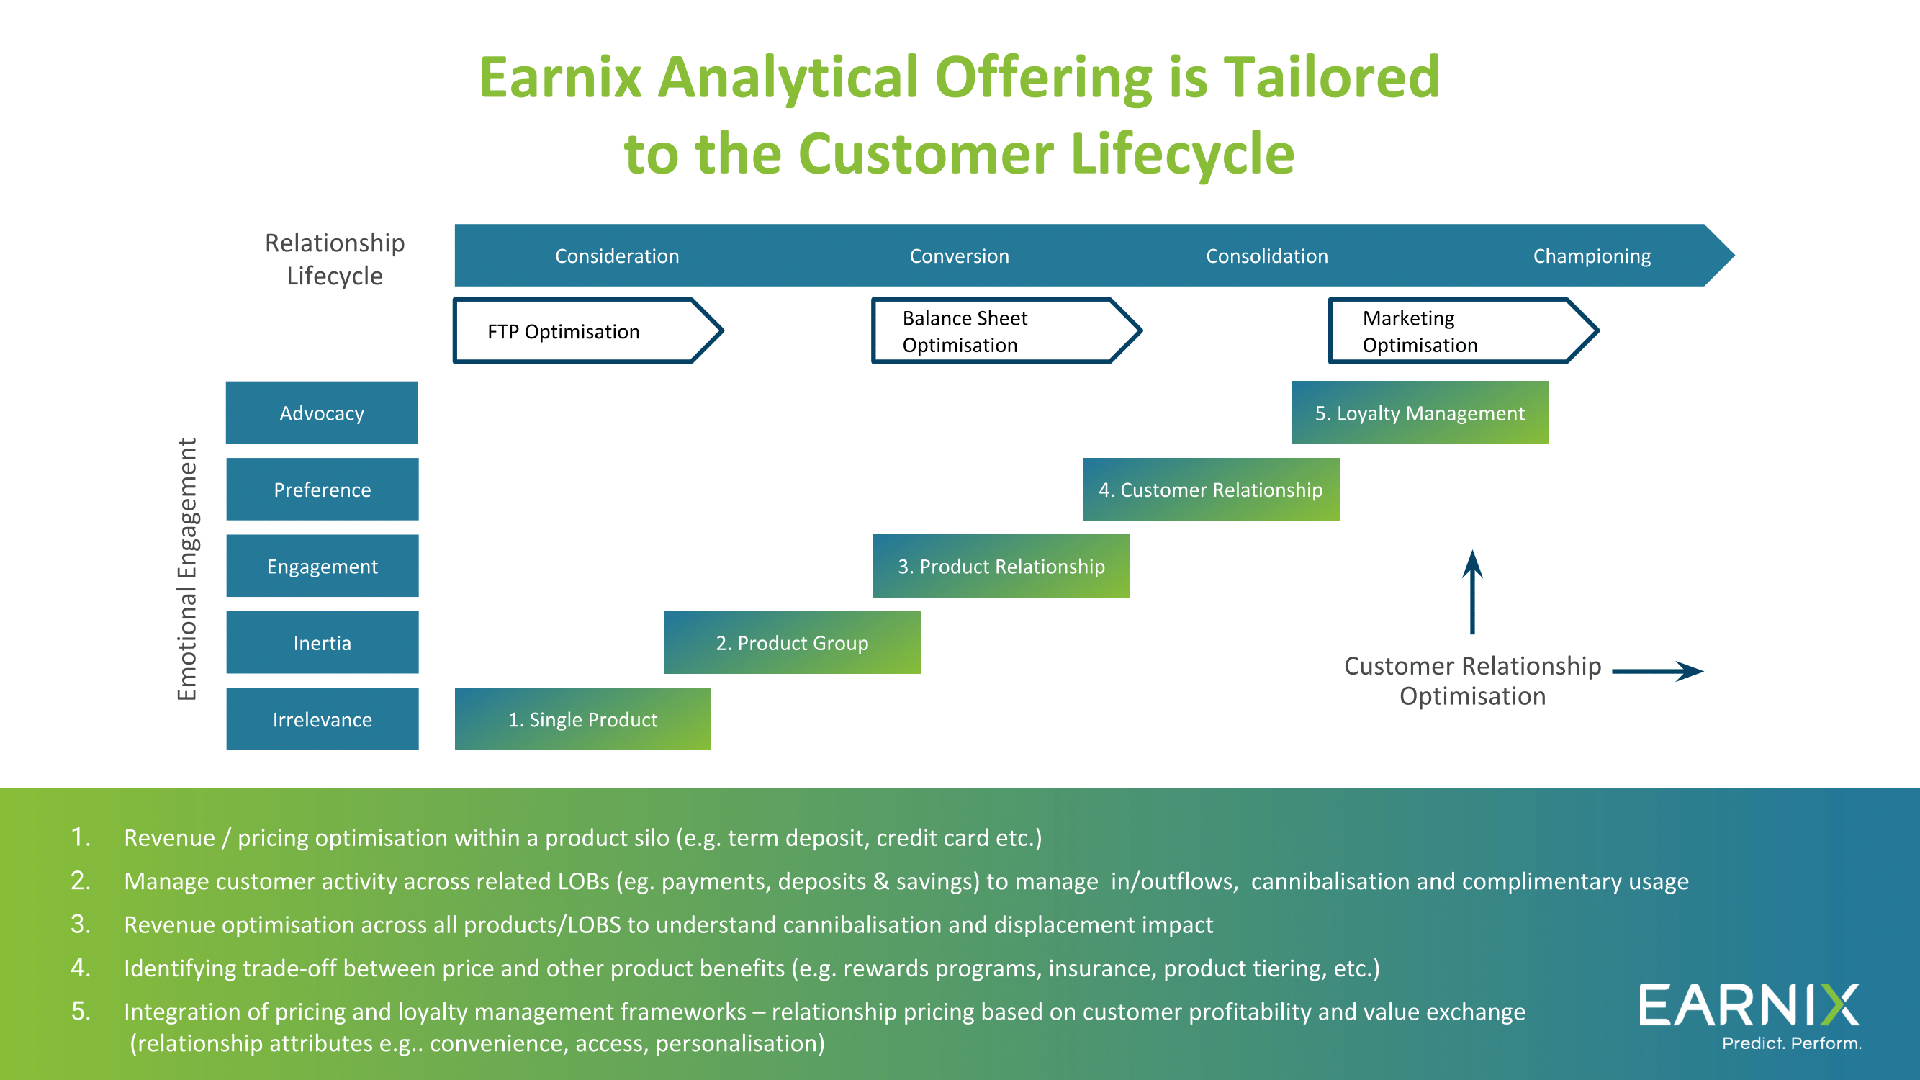 Earnix Analytical Offering is Tailored
to the Customer Lifecycle
Relationship
Lifecycle
Consideration
Conversion
Consolidation
Championing
FTP Optimisation
Balance Sheet
Optimisation
Marketing
Optimisation
Emotional Engagement
Advocacy
5. Loyalty Management
Preference
4. Customer Relationship
Engagement
3. Product Relationship
Inertia
2. Product Group
Customer Relationship
Optimisation
Irrelevance
1. Single Product
1. Revenue / pricing optimisation within a product silo (e.g. term deposit, credit card etc.)
2. Manage customer activity across related LOBs (eg. payments, deposits & savings) to manage  in/outflows,  cannibalisation and complimentary usage
3. Revenue optimisation across all products/LOBS to understand cannibalisation and displacement impact
4. Identifying trade-off between price and other product benefits (e.g. rewards programs, insurance, product tiering, etc.)
5. Integration of pricing and loyalty management frameworks – relationship pricing based on customer profitability and value exchange
(relationship attributes e.g.. convenience, access, personalisation)
EARNIX
Predict. Perform.